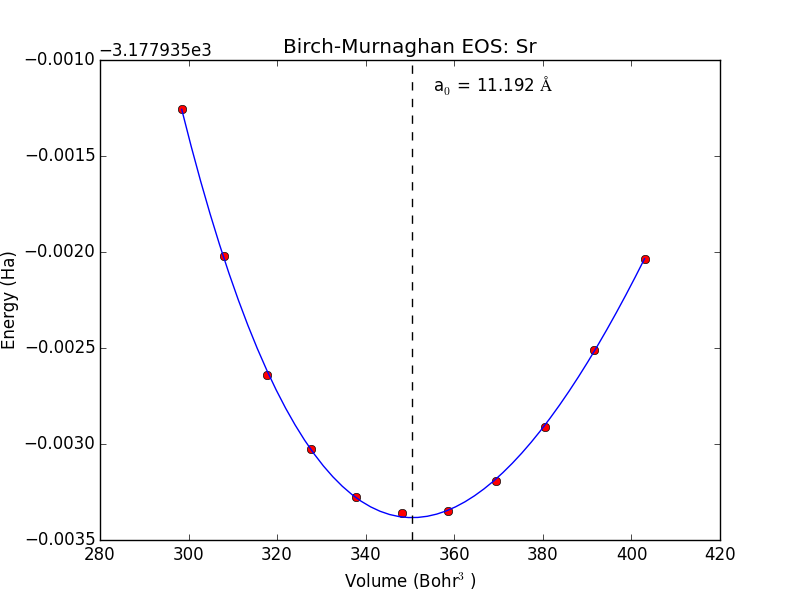 Birch-Murnaghan EOS: Sr
−3.177935e3
a₀ = 11.192 Å
−0.0010
−0.0015
−0.0020
−0.0025
−0.0030
−0.0035
Energy (Ha)
280 300 320 340 360 380 400 420
Volume (Bohr³ )